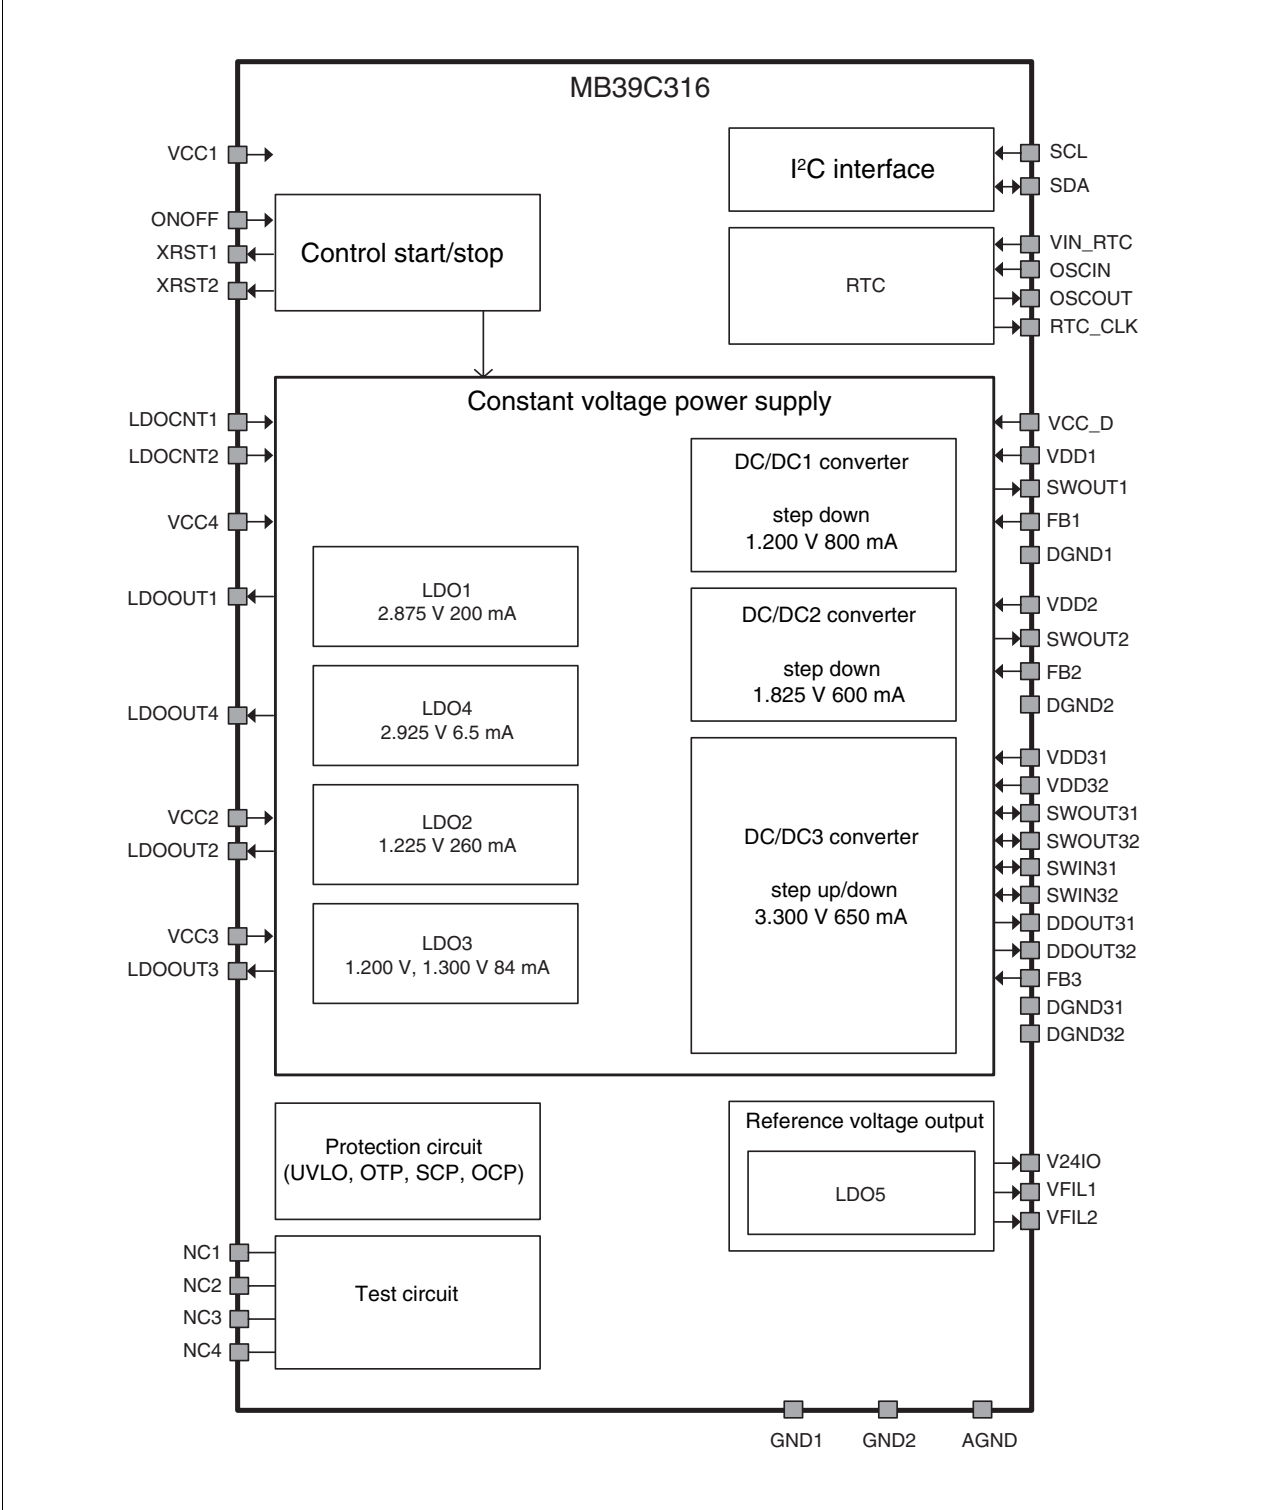 MB39C316
VCC1
ONOFF
XRST1
XRST2
Control start/stop
I²C interface
SCL
SDA
RTC
VIN_RTC
OSCIN
OSCOUT
RTC_CLK
Constant voltage power supply
LDOCNT1
LDOCNT2
VCC4
LDOOUT1
LDOOUT4
VCC2
LDOOUT2
VCC3
LDOOUT3
LDO1
2.875 V 200 mA
LDO4
2.925 V 6.5 mA
LDO2
1.225 V 260 mA
LDO3
1.200 V, 1.300 V 84 mA
DC/DC1 converter
step down
1.200 V 800 mA
DC/DC2 converter
step down
1.825 V 600 mA
DC/DC3 converter
step up/down
3.300 V 650 mA
VCC_D
VDD1
SWOUT1
FB1
DGND1
VDD2
SWOUT2
FB2
DGND2
VDD31
VDD32
SWOUT31
SWOUT32
SWIN31
SWIN32
DDOUT31
DDOUT32
FB3
DGND31
DGND32
Protection circuit
(UVLO, OTP, SCP, OCP)
Reference voltage output
LDO5
V24IO
VFIL1
VFIL2
NC1
NC2
NC3
NC4
Test circuit
GND1
GND2
AGND